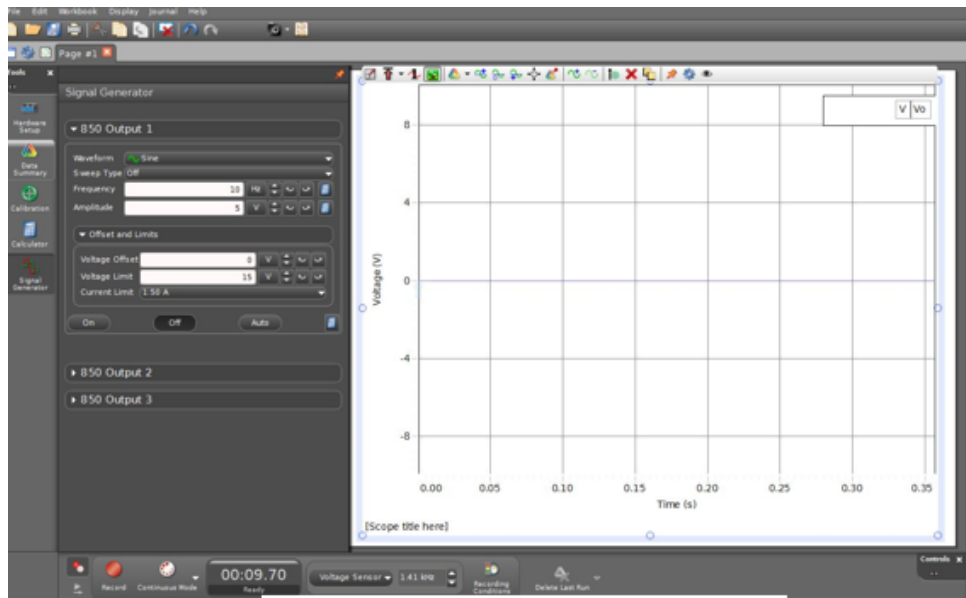 File Edit Workbook Display Journal Help
Page #1
Tools
Signal Generator
Hardware Setup
Data Summary
Calibration
Calculator
Signal Generator
850 Output 1
Waveform Sine
Sweep Type Off
Frequency 10 Hz
Amplitude 5 V
Offset and Limits
Voltage Offset 0 V
Voltage Limit 15 V
Current Limit 1.50 A
On Off Auto
850 Output 2
850 Output 3
V Vo
8
4
0
-4
-8
Voltage (V)
0.00 0.05 0.10 0.15 0.20 0.25 0.30 0.35
Time (s)
[Scope title here]
Record
Continuous Mode
00:09.70
Ready
Voltage Sensor 1.41 kHz
Recording Conditions
Delete Last Run
Controls